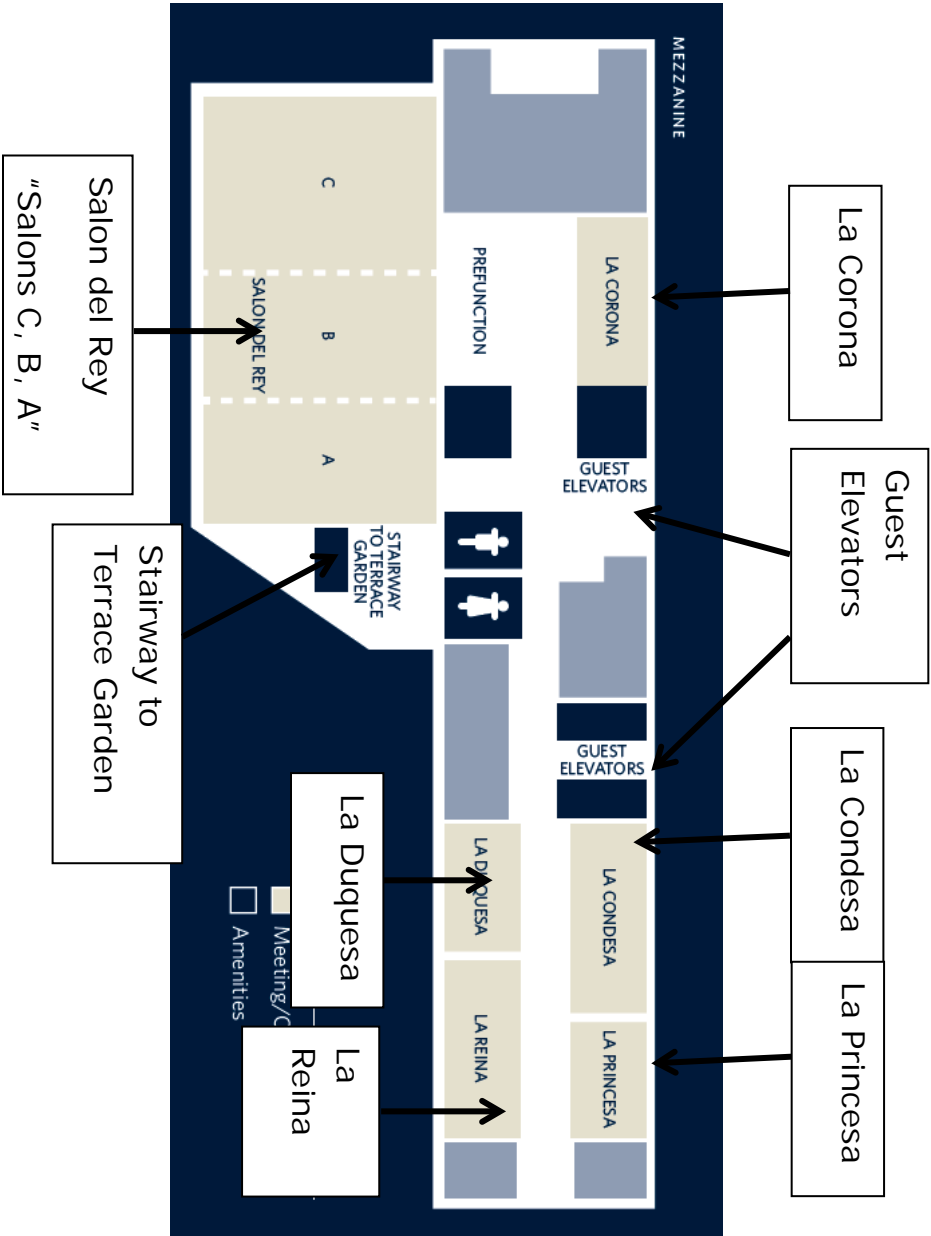 La Corona
Guest
Elevators
La Condesa
La Princesa
MEZZANINE
LA CORONA
GUEST
ELEVATORS
GUEST
ELEVATORS
LA CONDESA
LA PRINCESA
PREFUNCTION
LA DUQUESA
LA REINA
STAIRWAY
TO TERRACE
GARDEN
C
B
A
SALON DEL REY
La Duquesa
La
Reina
Meeting/C
Amenities
Stairway to
Terrace Garden
Salon del Rey
"Salons C, B, A"